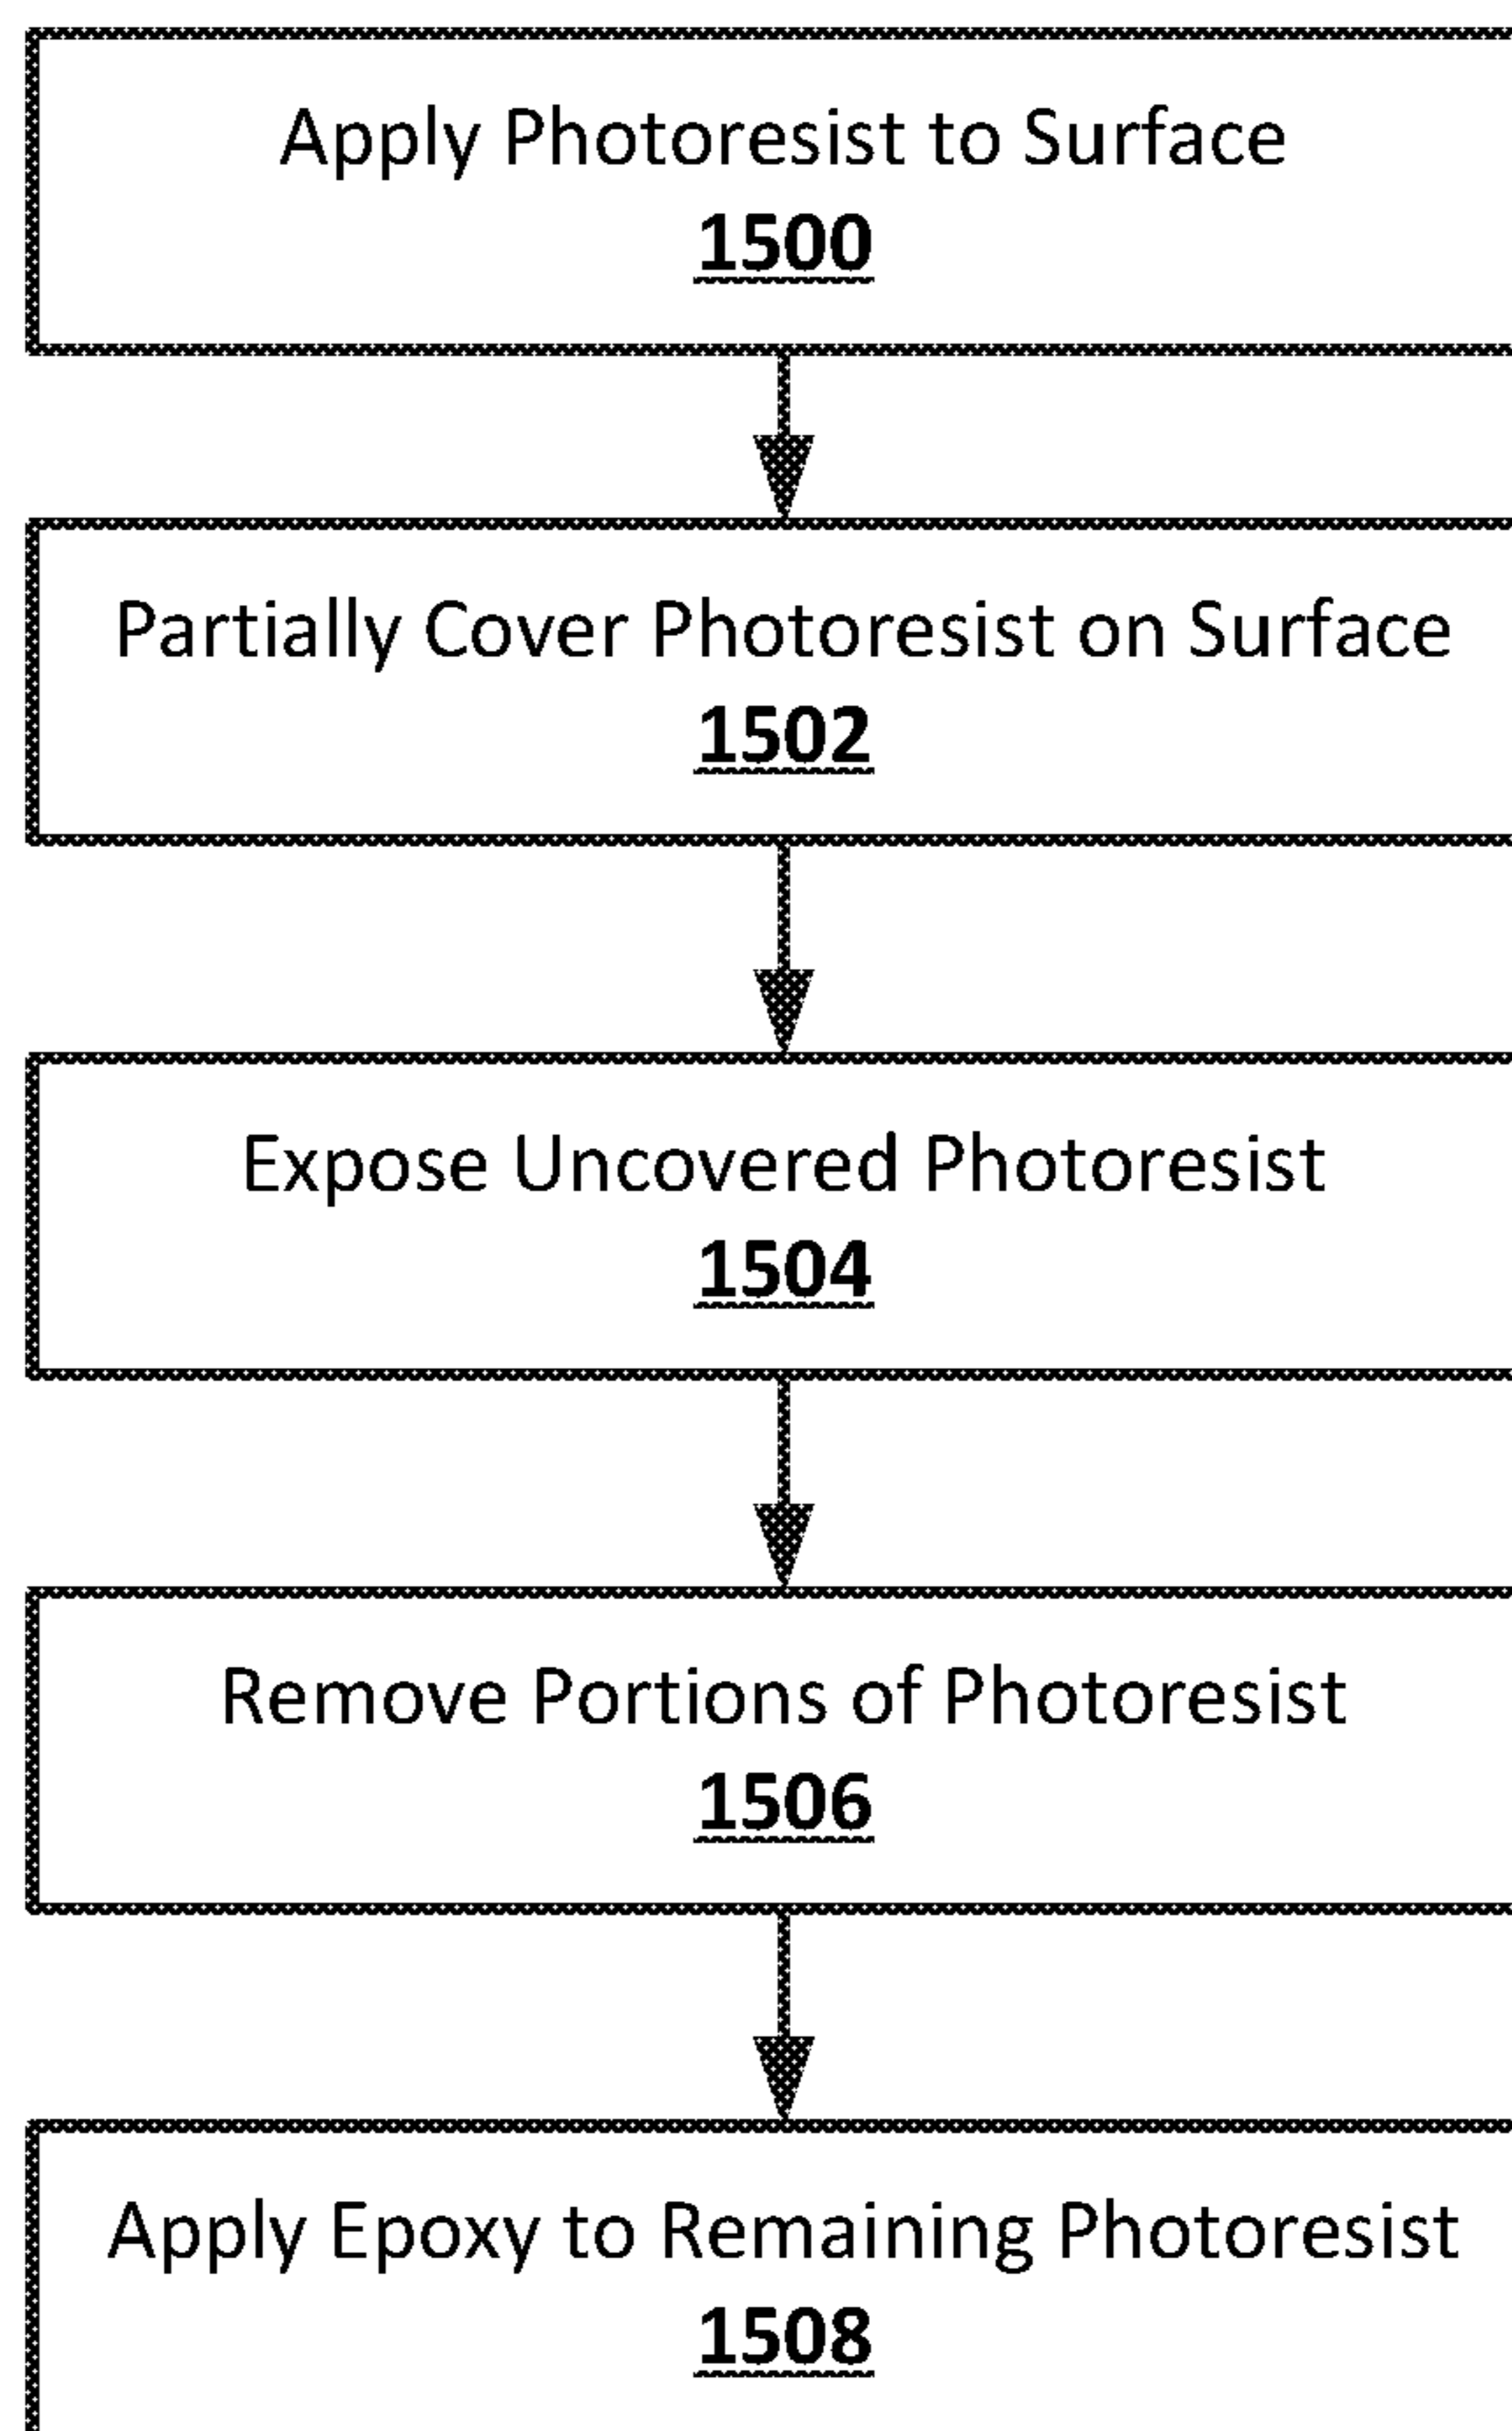 Apply Photoresist to Surface
1500
Partially Cover Photoresist on Surface
1502
Expose Uncovered Photoresist
1504
Remove Portions of Photoresist
1506
Apply Epoxy to Remaining Photoresist
1508